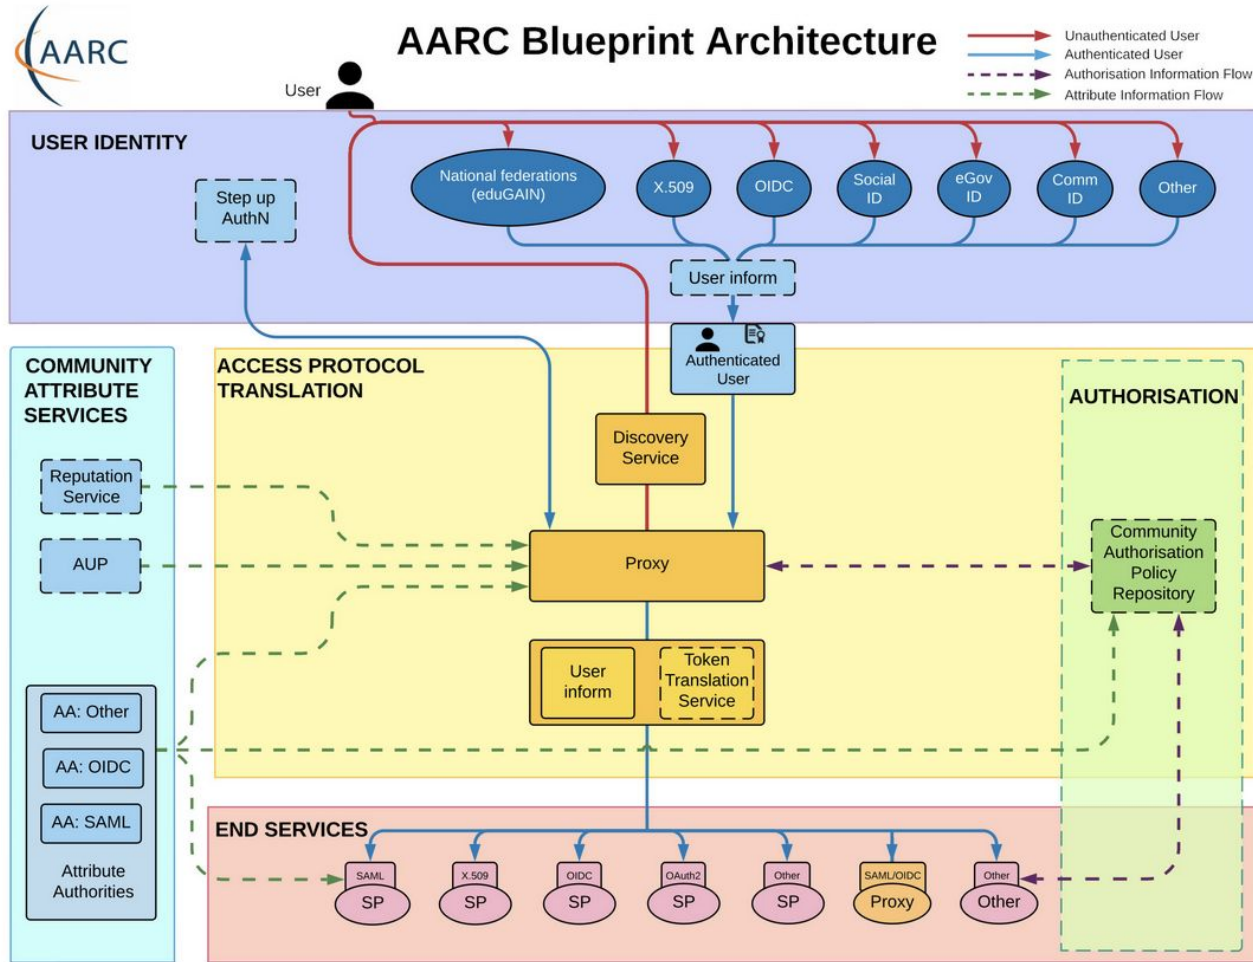 AARC
AARC Blueprint Architecture
Unauthenticated User
Authenticated User
Authorisation Information Flow
Attribute Information Flow
User
USER IDENTITY
Step up
AuthN
National federations
(eduGAIN)
X.509
OIDC
Social
ID
eGov
ID
Comm
ID
Other
User inform
Authenticated
User
COMMUNITY
ATTRIBUTE
SERVICES
Reputation
Service
AUP
AA: Other
AA: OIDC
AA: SAML
Attribute
Authorities
ACCESS PROTOCOL
TRANSLATION
Discovery
Service
Proxy
User
inform
Token
Translation
Service
AUTHORISATION
Community
Authorisation
Policy
Repository
END SERVICES
SAML
SP
X.509
SP
OIDC
SP
OAuth2
SP
Other
SP
SAML/OIDC
Proxy
Other
Other